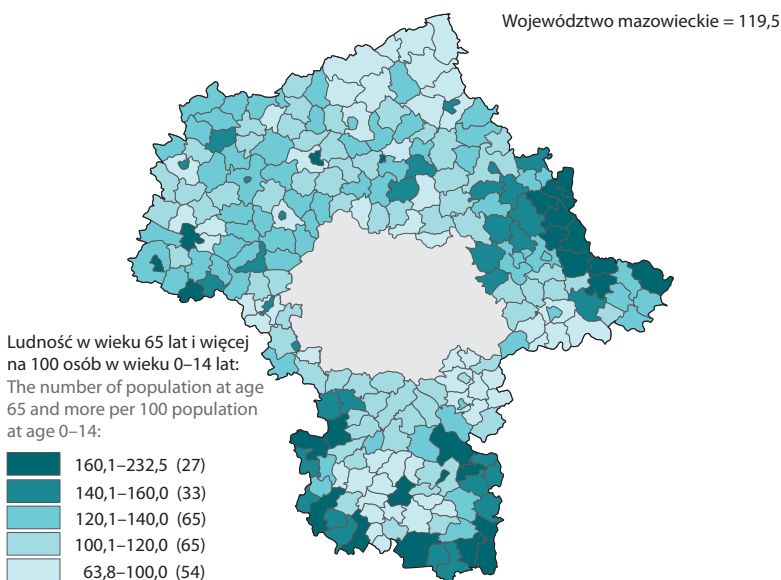 Województwo mazowieckie = 119,5
Ludność w wieku 65 lat i więcej
na 100 osób w wieku 0–14 lat:
The number of population at age
65 and more per 100 population
at age 0–14:
160,1–232,5 (27)
140,1–160,0 (33)
120,1–140,0 (65)
100,1–120,0 (65)
63,8–100,0 (54)